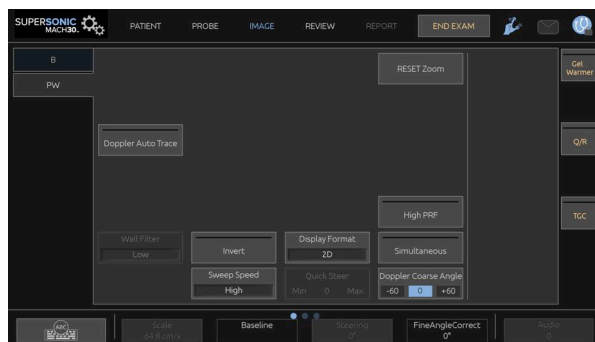 SUPERSONIC
MACH30.
PATIENT
PROBE
IMAGE
REVIEW
REPORT
END EXAM
B
PW
RESET Zoom
Gel
Warmer
Doppler Auto Trace
Q/R
High PRF
TGC
Wall Filter
Low
Invert
Display Format
2D
Simultaneous
Sweep Speed
High
Quick Steer
Min 0 Max
Doppler Coarse Angle
-60 0 +60
ABC
Scale
64.8 cm/s
Baseline
Steering
0°
FineAngleCorrect
0°
Audio
0